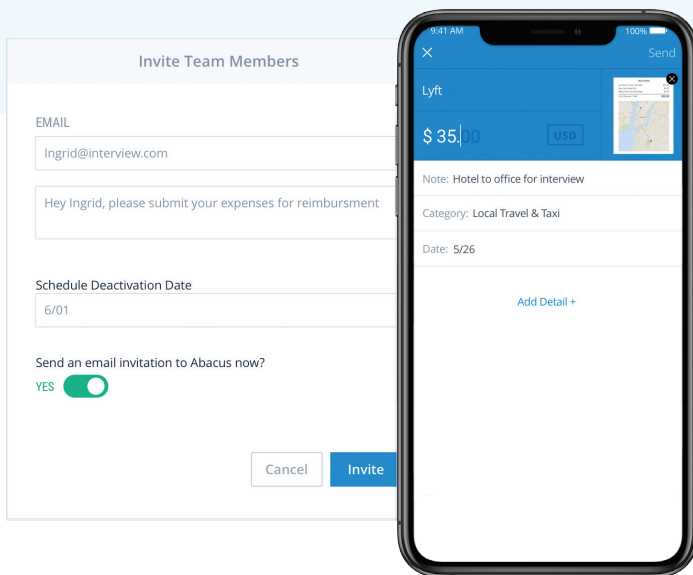 Invite Team Members
EMAIL
Ingrid@interview.com
Hey Ingrid, please submit your expenses for reimbursment
Schedule Deactivation Date
6/01
Send an email invitation to Abacus now?
YES
Cancel
Invite
9:41 AM
100%
Send
Lyft
$ 35.00
USD
Note: Hotel to office for interview
Category: Local Travel & Taxi
Date: 5/26
Add Detail +